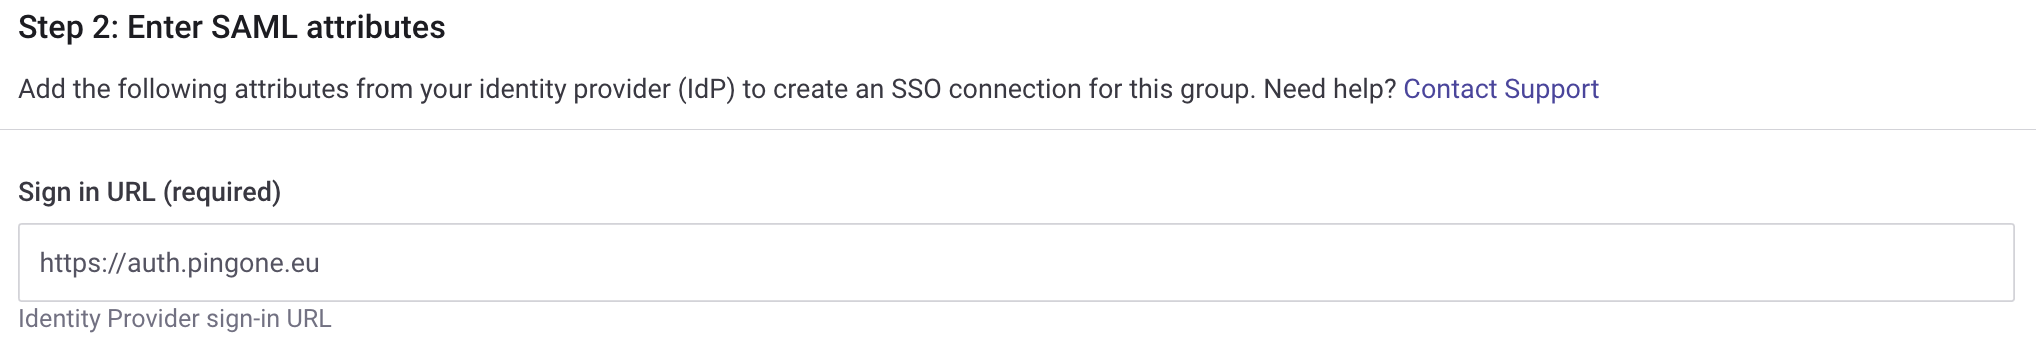 Step 2: Enter SAML attributes
Add the following attributes from your identity provider (IdP) to create an SSO connection for this group. Need help? Contact Support
Sign in URL (required)
https://auth.pingone.eu
Identity Provider sign-in URL